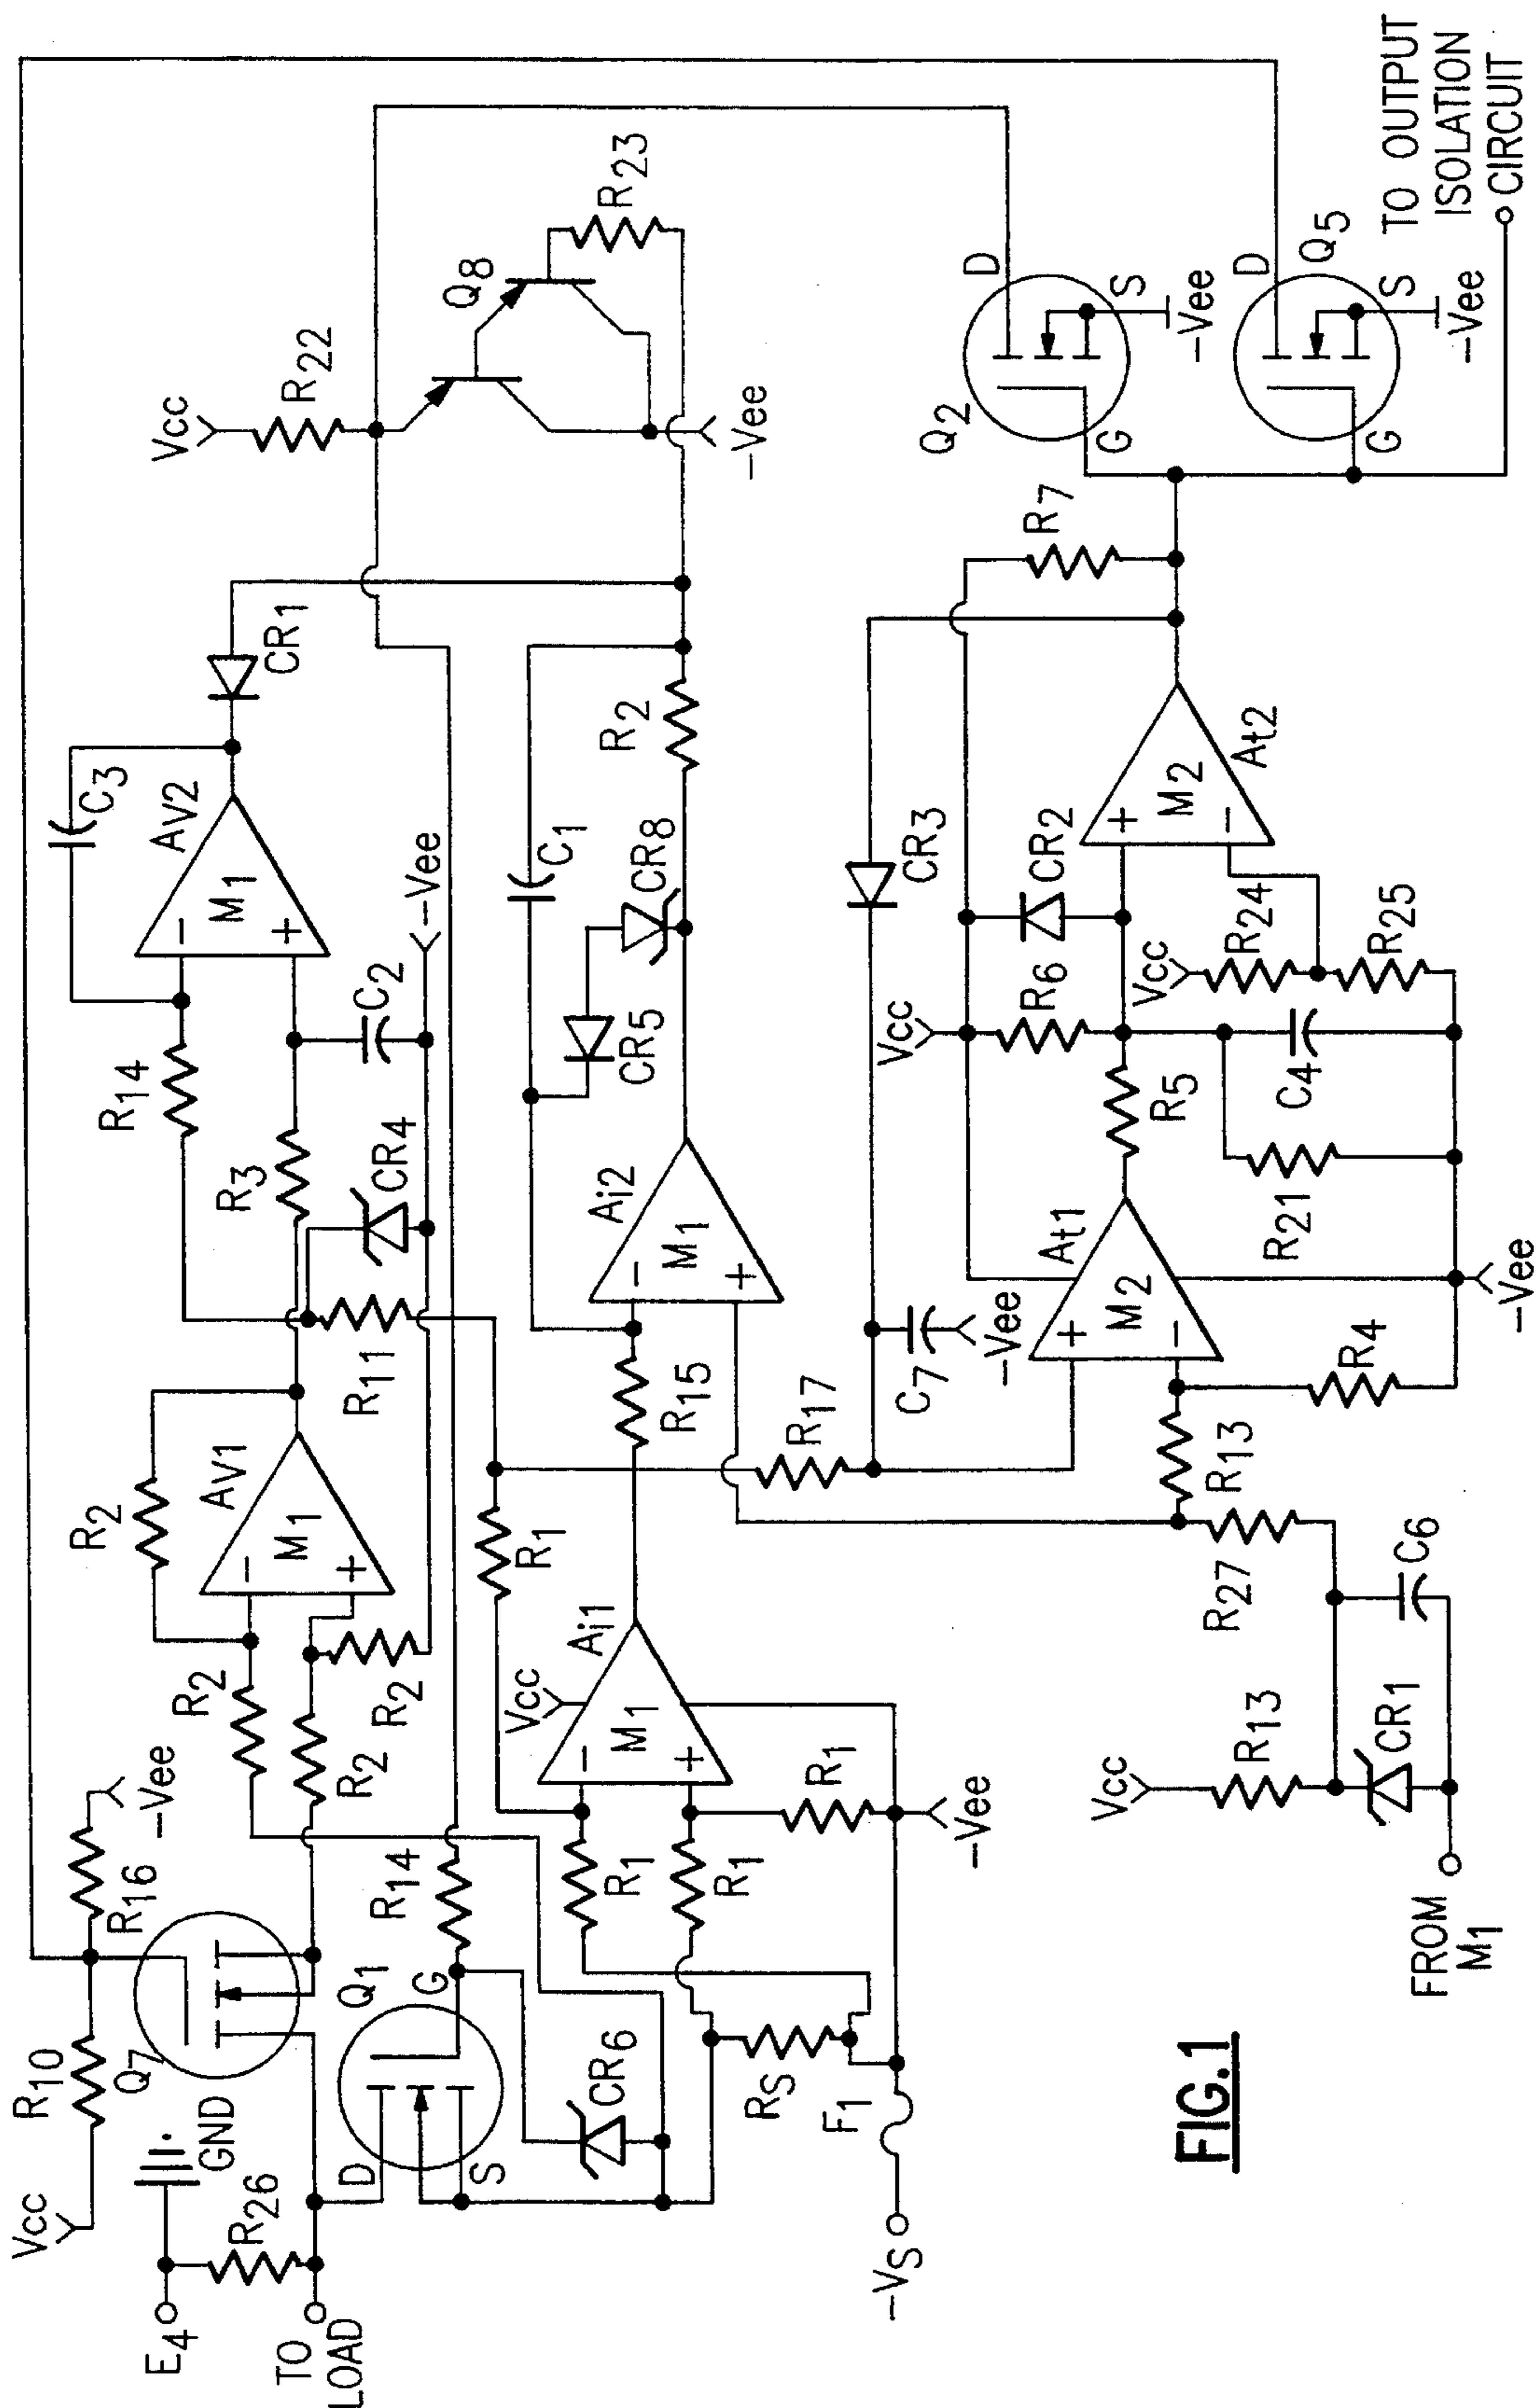 Vcc
R10
R16
-Vee
Q7
E4
R26
GND
TO
LOAD
D
Q1
G
S
R14
CR6
R2
R2
R2
R2
AV1
M1
-
+
R11
R3
CR4
R14
C2
-Vee
AV2
M1
-
+
C3
CR1
Vcc
R22
Q8
R23
-Vee
R1
R1
R1
R1
Vcc
Ai1
M1
-
+
-Vee
RS
F1
-VS
R15
Ai2
M1
-
+
CR5
CR8
C1
R2
R17
C7
-Vee
CR3
Vcc
R6
CR2
R7
At1
M2
+
-
R5
R21
C4
Vcc
R24
R25
At2
M2
+
-
R13
R4
-Vee
R27
Vcc
R13
CR1
C6
FROM
M1
Q2
D
G
S
-Vee
Q5
D
G
S
-Vee
TO OUTPUT
ISOLATION
CIRCUIT
FIG.1